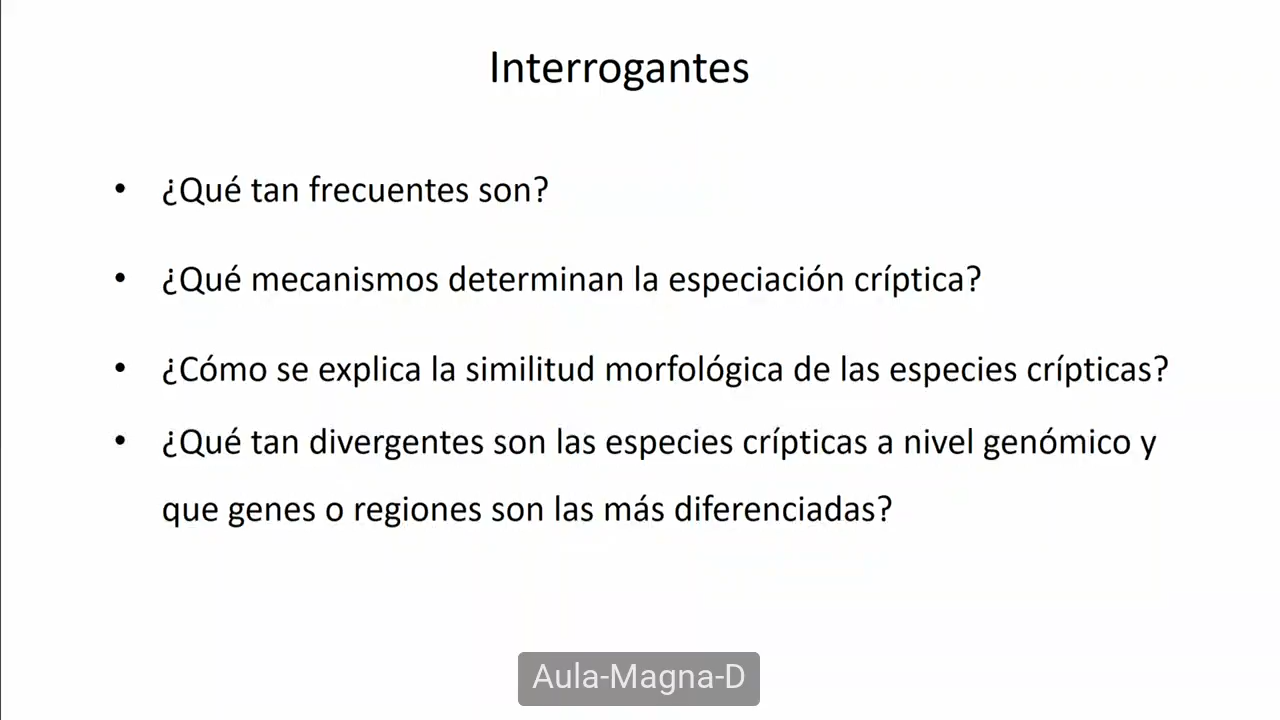 Interrogantes
• ¿Qué tan frecuentes son?
• ¿Qué mecanismos determinan la especiación críptica?
• ¿Cómo se explica la similitud morfológica de las especies crípticas?
• ¿Qué tan divergentes son las especies crípticas a nivel genómico y
que genes o regiones son las más diferenciadas?
Aula-Magna-D